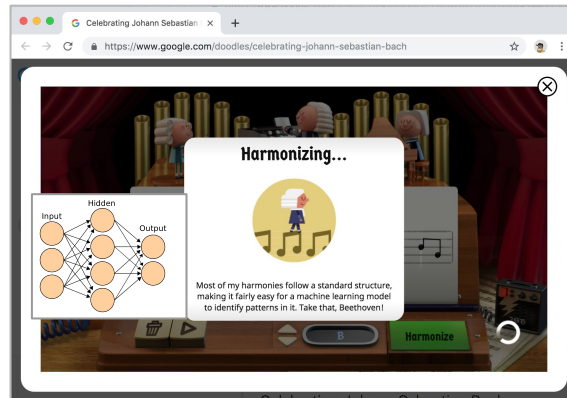 Celebrating Johann Sebastian
https://www.google.com/doodles/celebrating-johann-sebastian-bach
Harmonizing...
Hidden
Input
Output
Most of my harmonies follow a standard structure,
making it fairly easy for a machine learning model
to identify patterns in it. Take that, Beethoven!
B
Harmonize